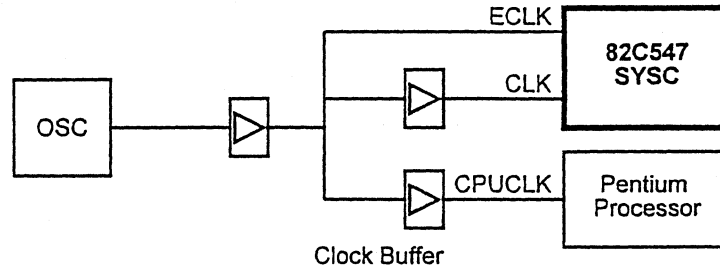 ECLK
82C547
SYSC
CLK
OSC
CPUCLK
Pentium
Processor
Clock Buffer